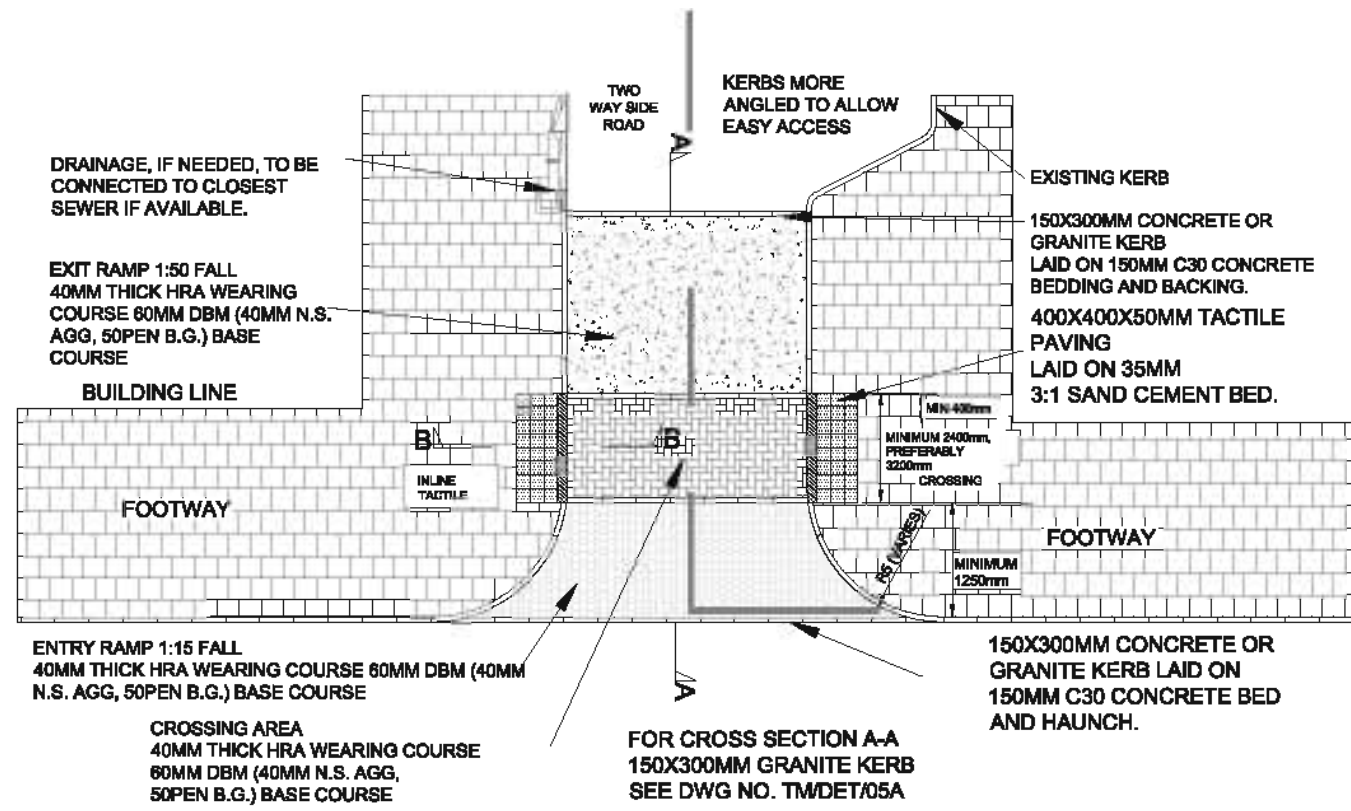 TWO
WAY SIDE
ROAD
KERBS MORE
ANGLED TO ALLOW
EASY ACCESS
A
DRAINAGE, IF NEEDED, TO BE
CONNECTED TO CLOSEST
SEWER IF AVAILABLE.
EXISTING KERB
150X300MM CONCRETE OR
GRANITE KERB
LAID ON 150MM C30 CONCRETE
BEDDING AND BACKING.
EXIT RAMP 1:50 FALL
40MM THICK HRA WEARING
COURSE 60MM DBM (40MM N.S.
AGG, 50PEN B.G.) BASE
COURSE
400X400X50MM TACTILE
PAVING
LAID ON 35MM
3:1 SAND CEMENT BED.
BUILDING LINE
MIN 400mm
B
B
MINIMUM 2400mm,
PREFERABLY
3200mm
CROSSING
INLINE
TACTILE
FOOTWAY
FOOTWAY
R6 (VARIES)
MINIMUM
1250mm
ENTRY RAMP 1:15 FALL
40MM THICK HRA WEARING COURSE 60MM DBM (40MM
N.S. AGG, 50PEN B.G.) BASE COURSE
A
150X300MM CONCRETE OR
GRANITE KERB LAID ON
150MM C30 CONCRETE BED
AND HAUNCH.
CROSSING AREA
40MM THICK HRA WEARING COURSE
60MM DBM (40MM N.S. AGG,
50PEN B.G.) BASE COURSE
FOR CROSS SECTION A-A
150X300MM GRANITE KERB
SEE DWG NO. TM/DET/05A